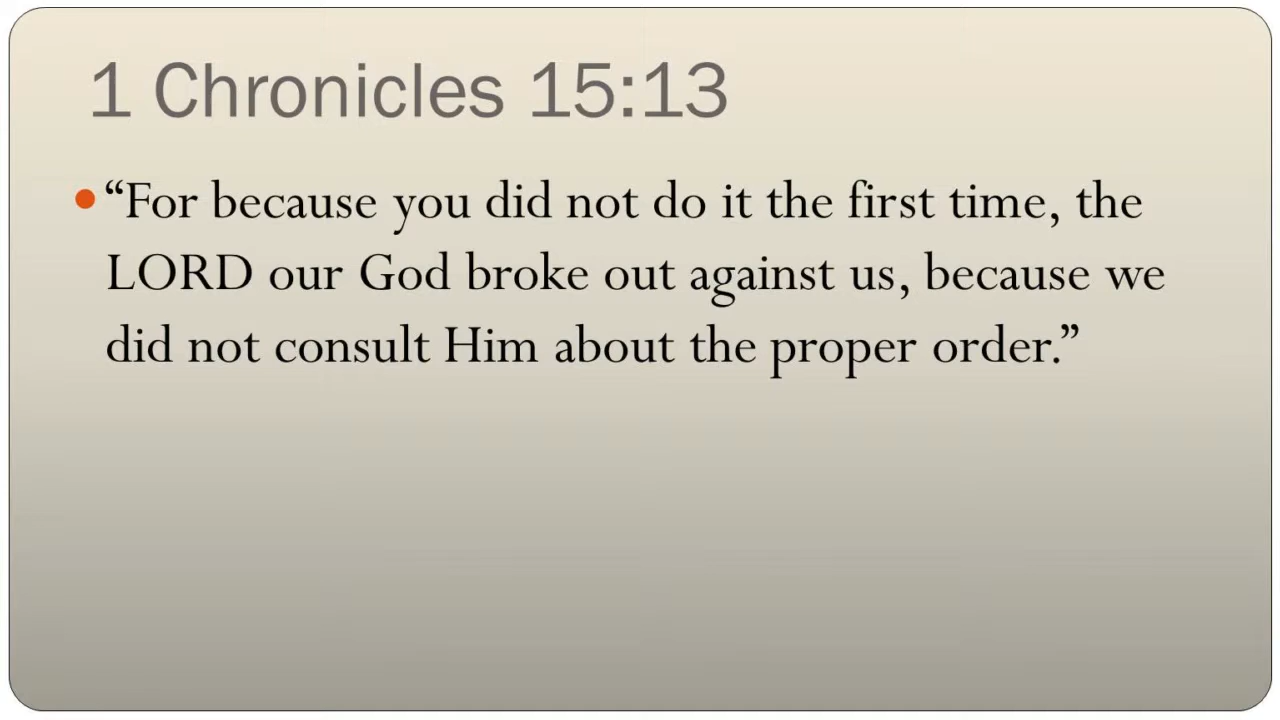 1 Chronicles 15:13
• “For because you did not do it the first time, the
LORD our God broke out against us, because we
did not consult Him about the proper order.”